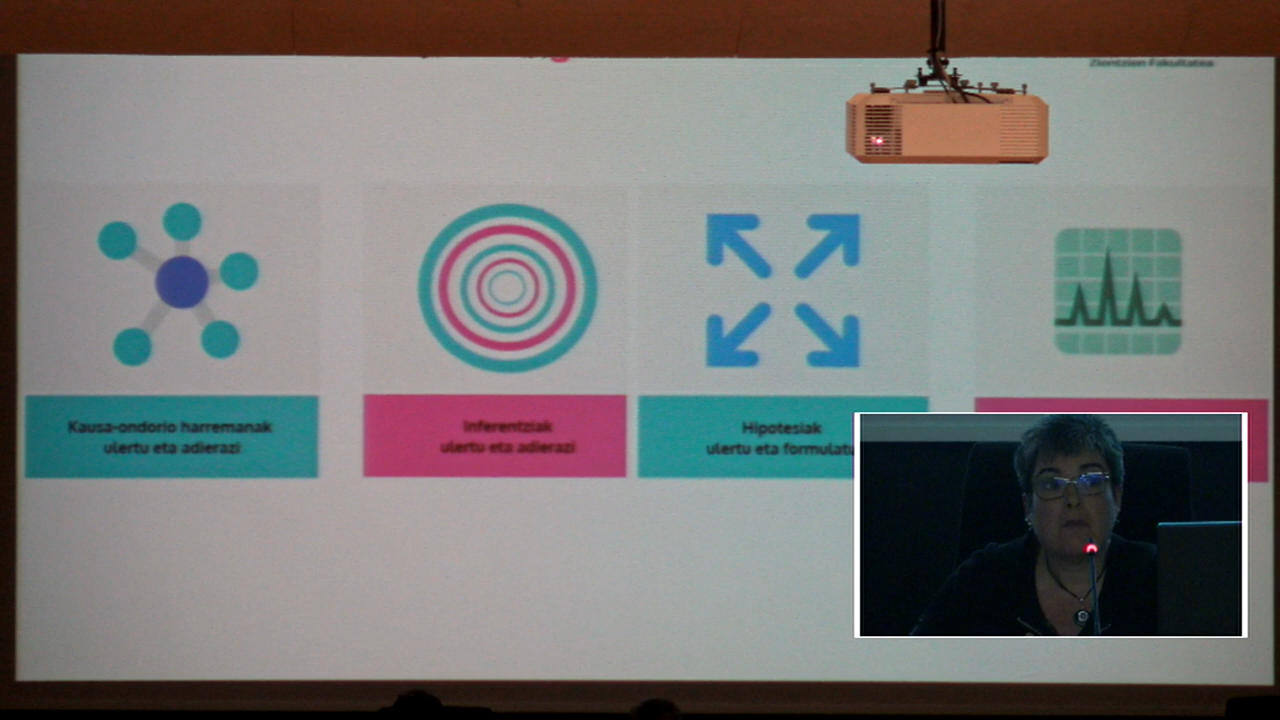 Zientzien Fakultatea
Kausa-ondorio harremanak
ulertu eta adierazi
Inferentziak
ulertu eta adierazi
Hipotesiak
ulertu eta formulatu